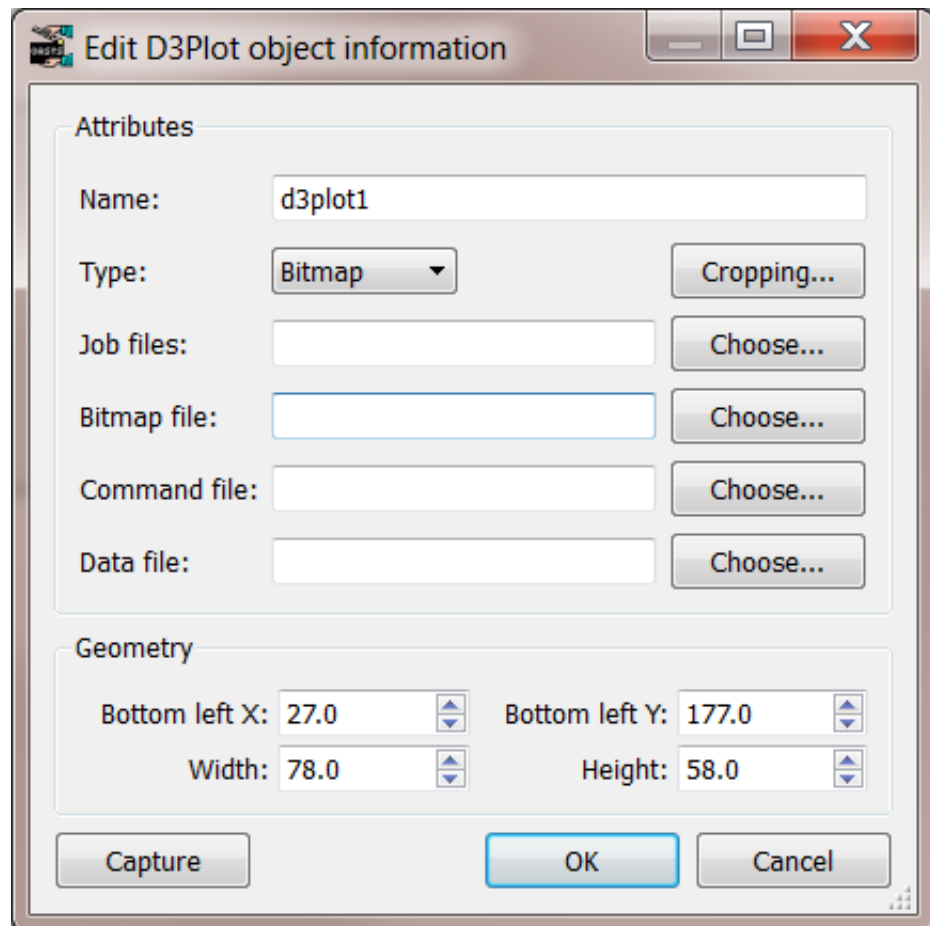 Edit D3Plot object information
Attributes
Name: d3plot1
Type: Bitmap Cropping...
Job files: Choose...
Bitmap file: Choose...
Command file: Choose...
Data file: Choose...
Geometry
Bottom left X: 27.0 Bottom left Y: 177.0
Width: 78.0 Height: 58.0
Capture OK Cancel